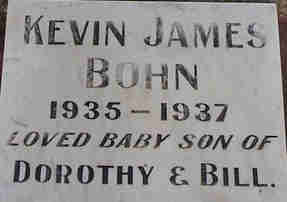 KEVIN JAMES
BOHN
1935 - 1937
LOVED BABY SON OF
DOROTHY & BILL.